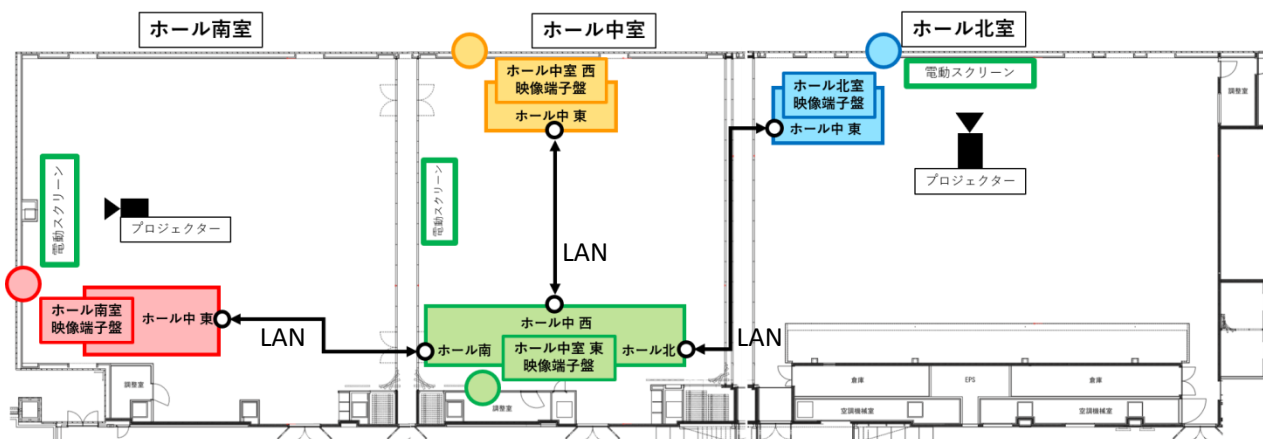 ホール南室
ホール中室
ホール北室
ホール中室 西
映像端子盤
ホール中 東
ホール北室
映像端子盤
ホール中 東
電動スクリーン
調整室
プロジェクター
電動スクリーン
プロジェクター
電動スクリーン
LAN
ホール南室
映像端子盤
ホール中 東
LAN
ホール中 西
ホール南
ホール中室 東
映像端子盤
ホール北
LAN
調整室
調整室
倉庫
EPS
倉庫
空調機械室
空調機械室